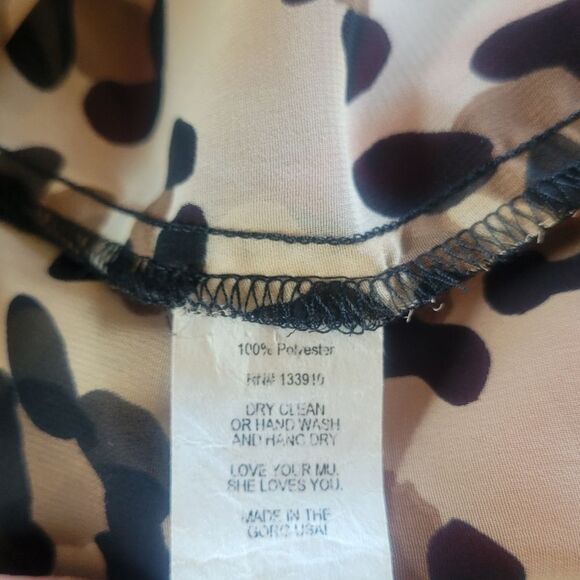 100% Polyester
RN# 133910
DRY CLEAN
OR HAND WASH
AND HANG DRY
LOVE YOUR MU.
SHE LOVES YOU.
MADE IN THE
GORG USA!